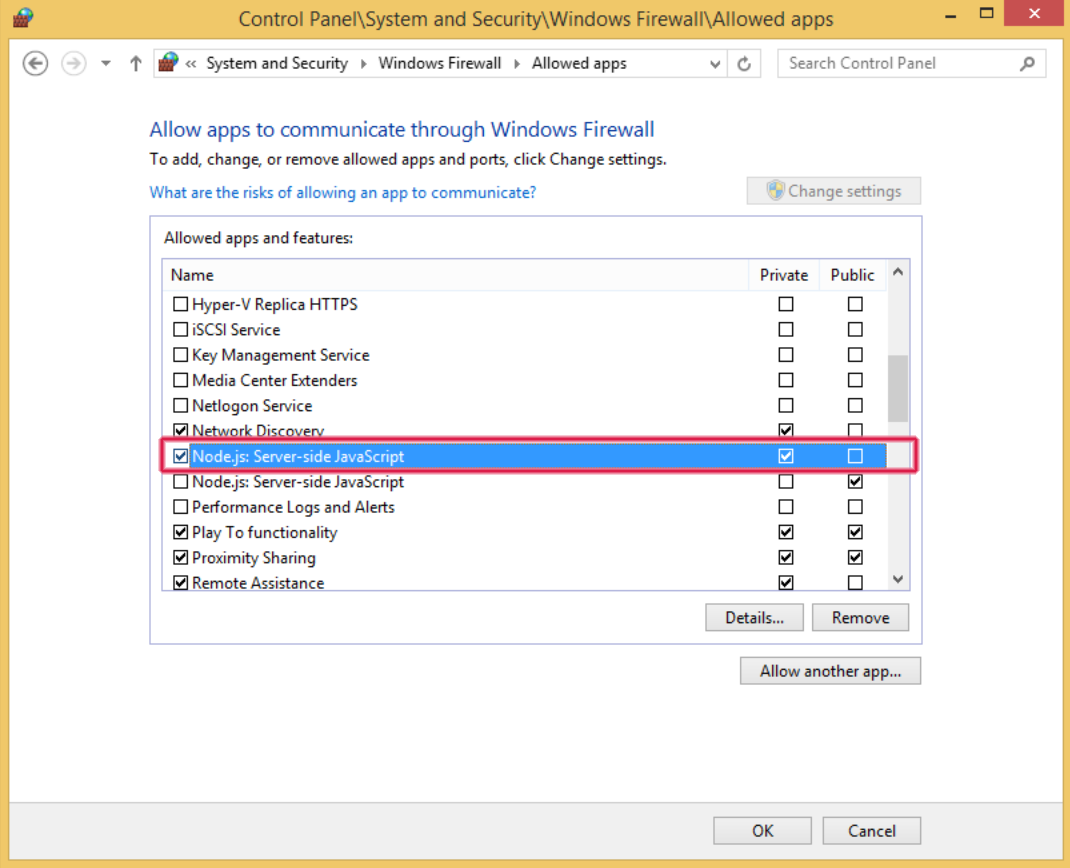 Control Panel\System and Security\Windows Firewall\Allowed apps
« System and Security Windows Firewall Allowed apps
Search Control Panel
Allow apps to communicate through Windows Firewall
To add, change, or remove allowed apps and ports, click Change settings.
What are the risks of allowing an app to communicate?
Change settings
Allowed apps and features:
Name Private Public
Hyper-V Replica HTTPS
iSCSI Service
Key Management Service
Media Center Extenders
Netlogon Service
Network Discovery
Node.js: Server-side JavaScript
Node.js: Server-side JavaScript
Performance Logs and Alerts
Play To functionality
Proximity Sharing
Remote Assistance
Details... Remove
Allow another app...
OK Cancel